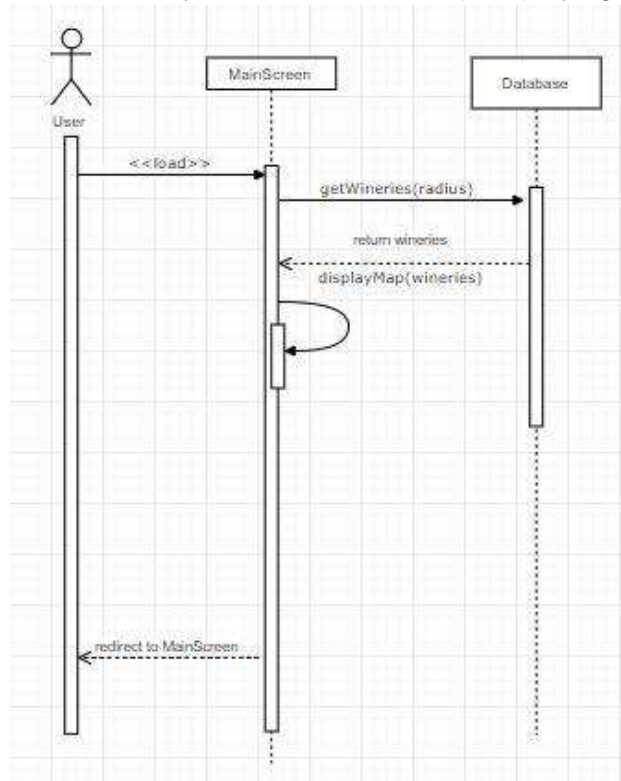 MainScreen
Database
User
<<load>>
getWineries(radius)
return wineries
displayMap(wineries)
redirect to MainScreen